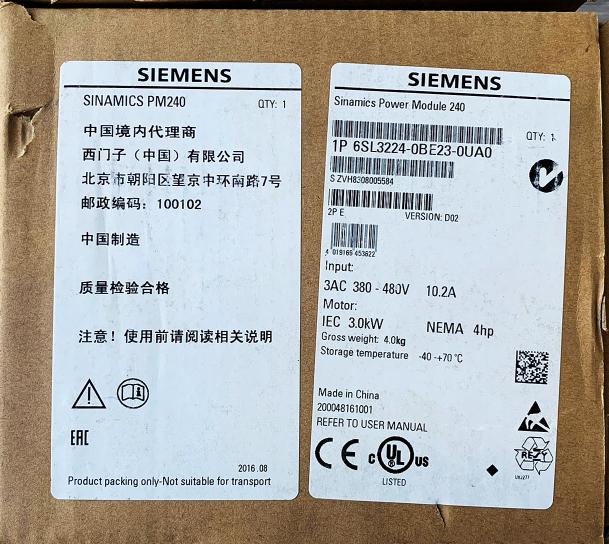 SIEMENS
SINAMICS PM240 QTY: 1
中国境内代理商
西门子（中国）有限公司
北京市朝阳区望京中环南路7号
邮政编码：100102
中国制造
质量检验合格
注意！使用前请阅读相关说明
EAC
2016.08
Product packing only-Not suitable for transport
SIEMENS
Sinamics Power Module 240
QTY: 1
1P 6SL3224-0BE23-0UA0
S ZVH8308005584
2P E VERSION: D02
4 019169 453622
Input:
3AC 380 - 480V 10.2A
Motor:
IEC 3.0kW NEMA 4hp
Gross weight: 4.0kg
Storage temperature -40 -+70 °C
Made in China
200048161001
REFER TO USER MANUAL
CE c UL us
LISTED
RESY